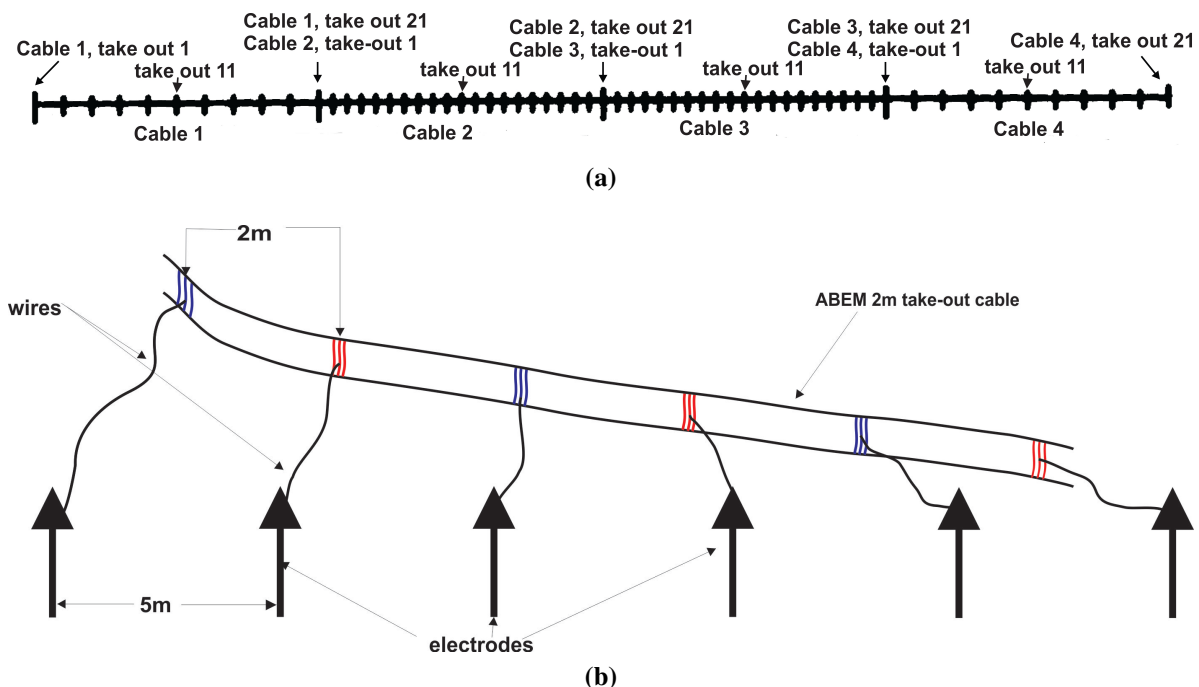 Cable 1, take out 1
take out 11
Cable 1, take out 21
Cable 2, take-out 1
take out 11
Cable 2, take out 21
Cable 3, take-out 1
take out 11
Cable 3, take out 21
Cable 4, take-out 1
take out 11
Cable 4, take out 21
Cable 1
Cable 2
Cable 3
Cable 4
(a)
2m
wires
ABEM 2m take-out cable
5m
electrodes
(b)